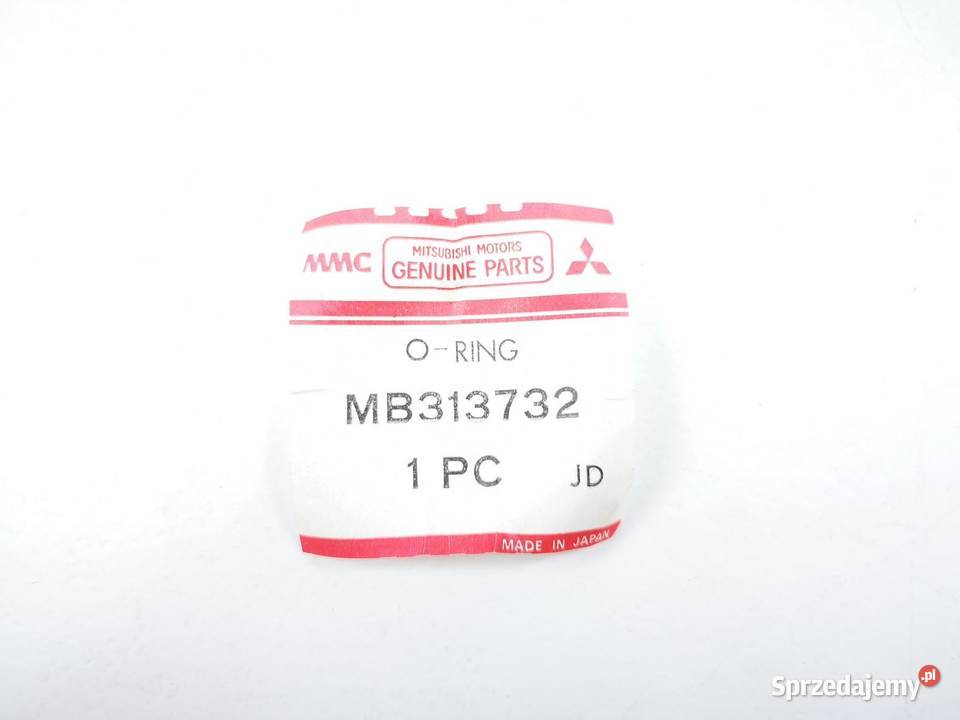 MMC
MITSUBISHI MOTORS
GENUINE PARTS
O-RING
MB313732
1 PC JD
MADE IN JAPAN
Sprzedajemy.pl